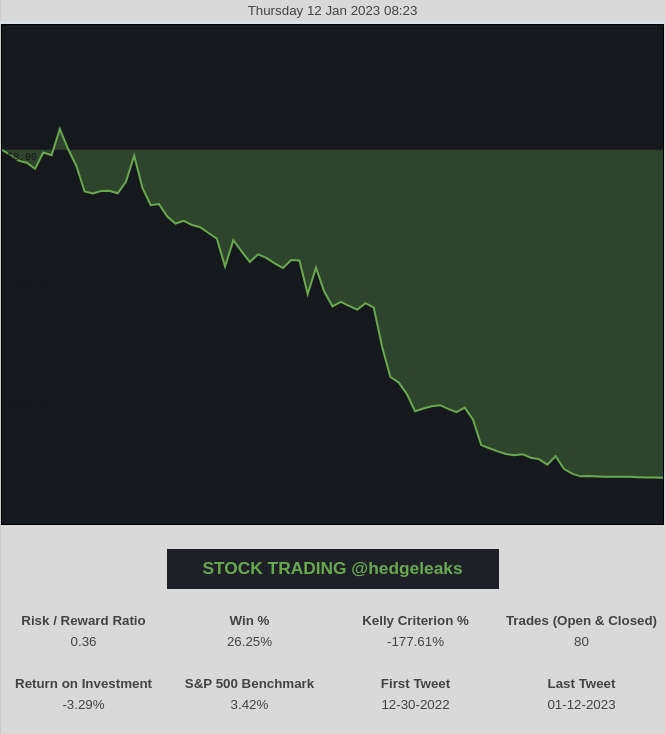 Thursday 12 Jan 2023 08:23
STOCK TRADING @hedgeleaks
Risk / Reward Ratio Win % Kelly Criterion % Trades (Open & Closed)
0.36 26.25% -177.61% 80
Return on Investment S&P 500 Benchmark First Tweet Last Tweet
-3.29% 3.42% 12-30-2022 01-12-2023